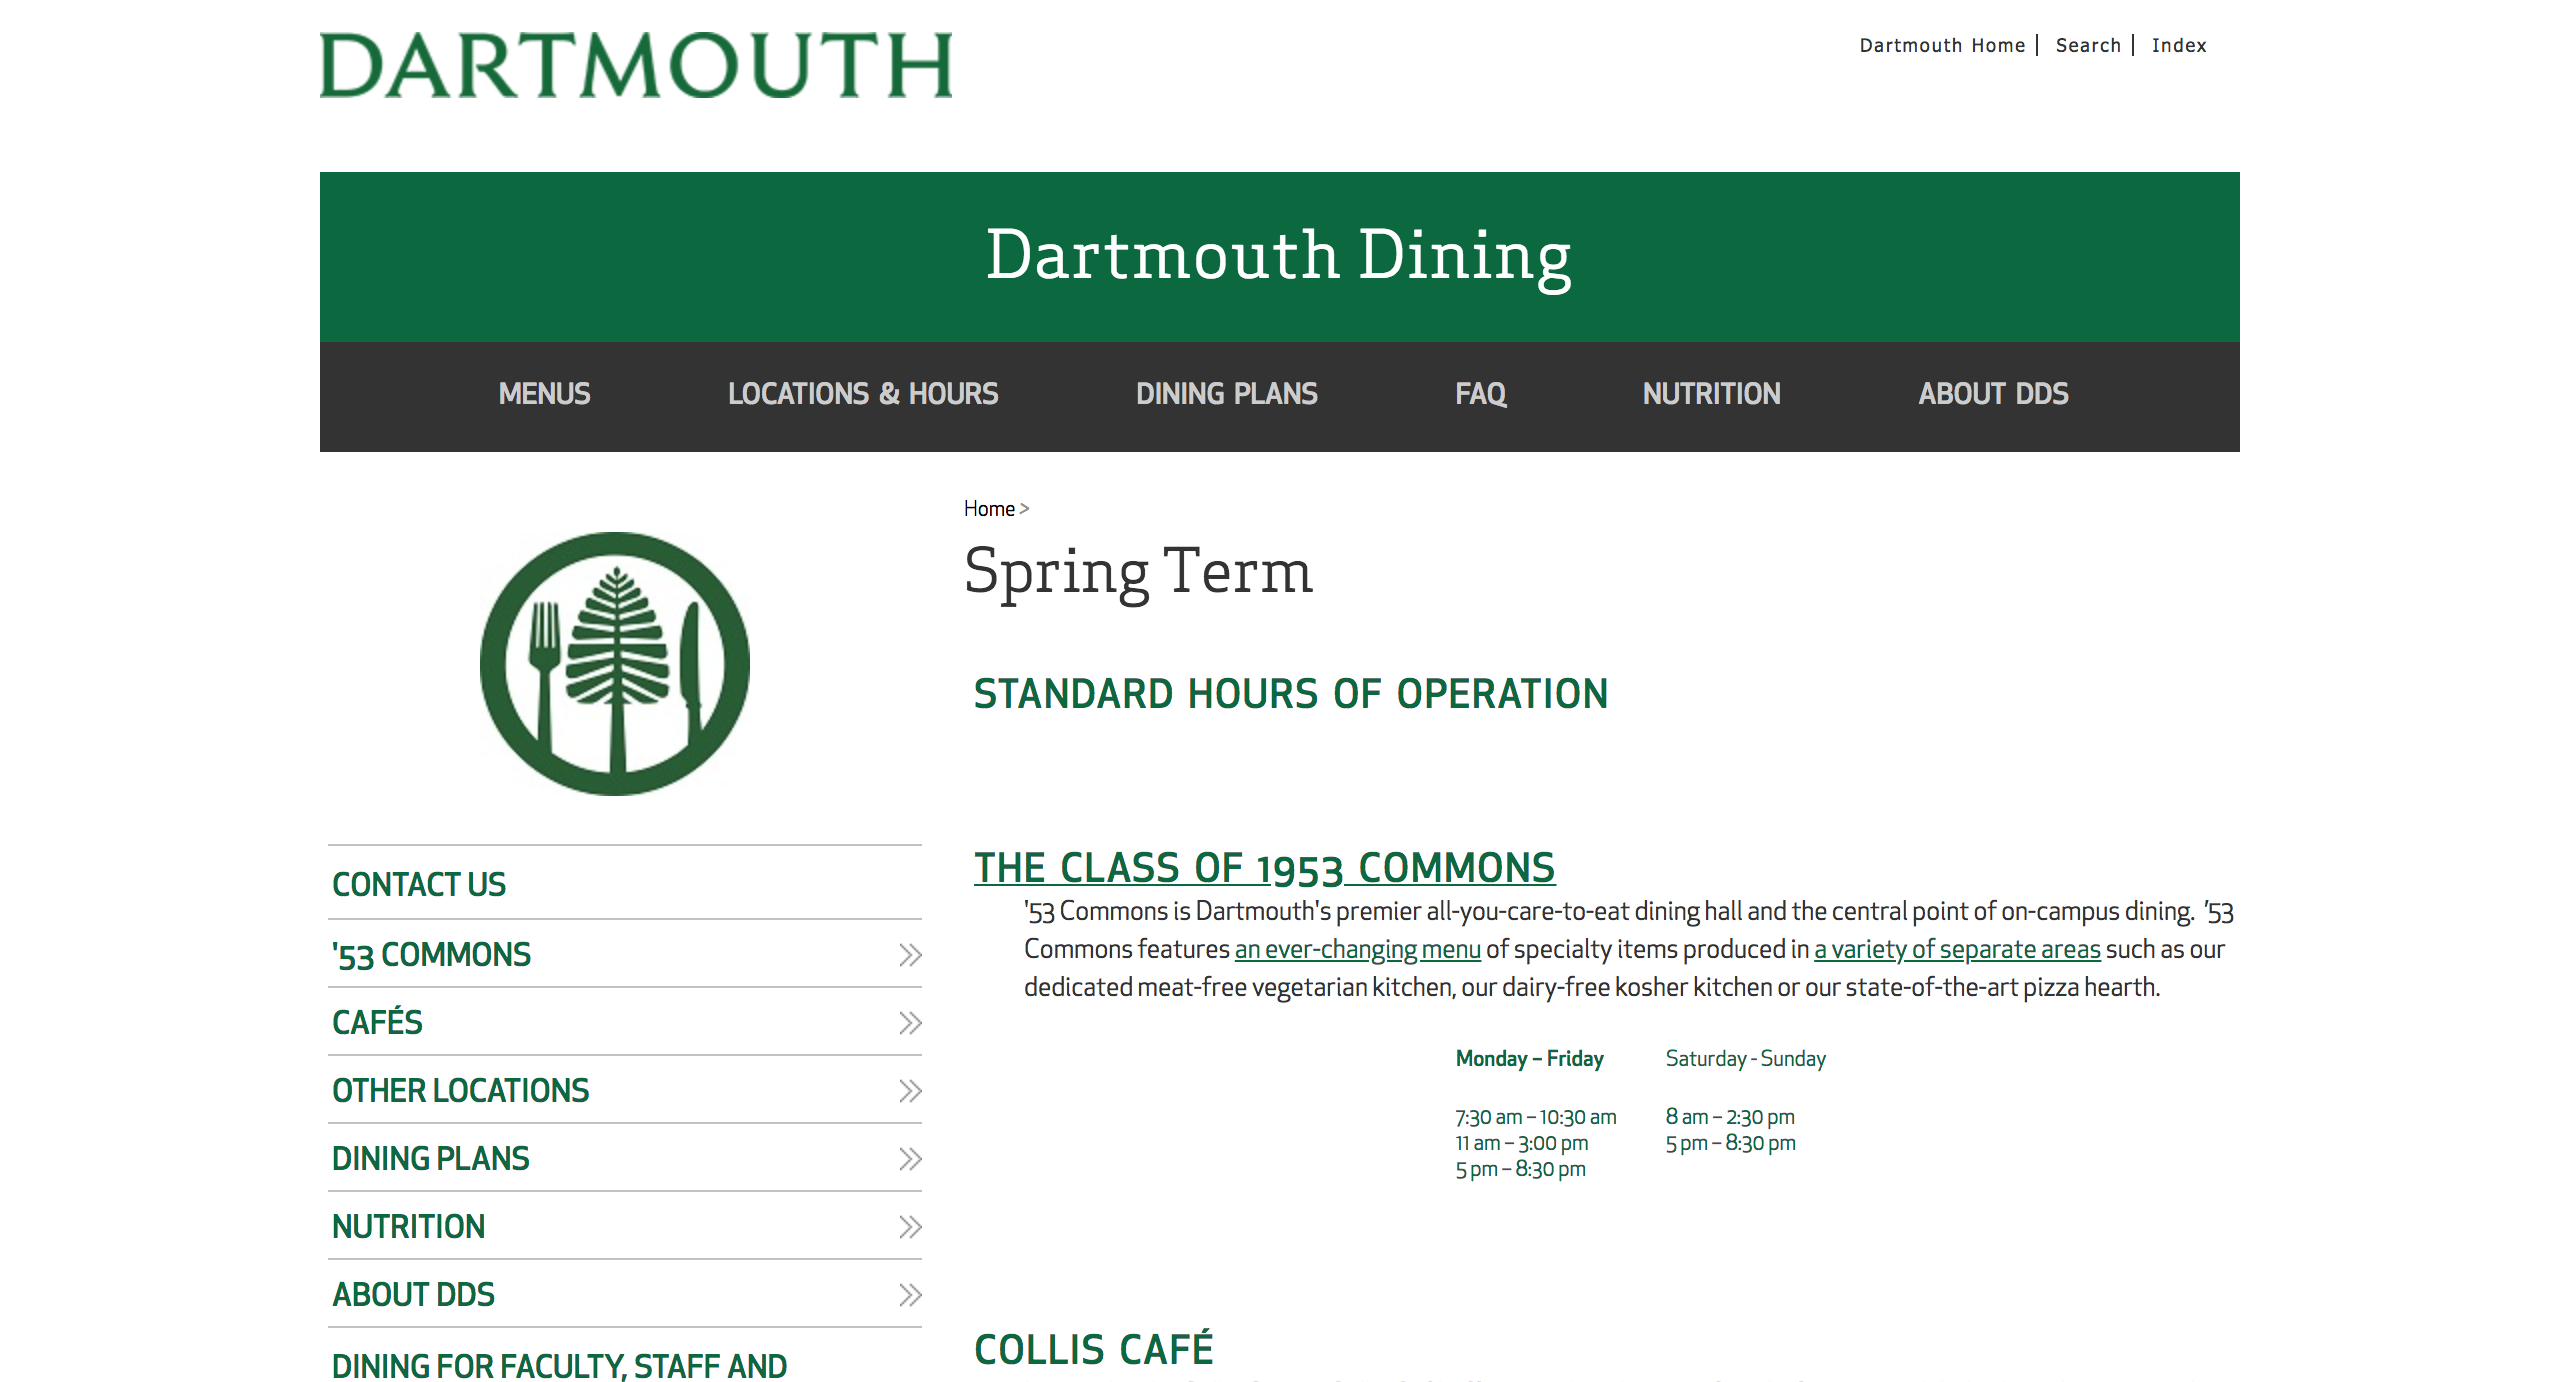 DARTMOUTH
Dartmouth Home | Search | Index
Dartmouth Dining
MENUS LOCATIONS & HOURS DINING PLANS FAQ NUTRITION ABOUT DDS
CONTACT US
'53 COMMONS
CAFÉS
OTHER LOCATIONS
DINING PLANS
NUTRITION
ABOUT DDS
DINING FOR FACULTY, STAFF AND
Home >
Spring Term
STANDARD HOURS OF OPERATION
THE CLASS OF 1953 COMMONS
'53 Commons is Dartmouth's premier all-you-care-to-eat dining hall and the central point of on-campus dining. '53
Commons features an ever-changing menu of specialty items produced in a variety of separate areas such as our
dedicated meat-free vegetarian kitchen, our dairy-free kosher kitchen or our state-of-the-art pizza hearth.
Monday – Friday Saturday - Sunday
7:30 am – 10:30 am 8 am – 2:30 pm
11 am – 3:00 pm 5 pm – 8:30 pm
5 pm – 8:30 pm
COLLIS CAFÉ